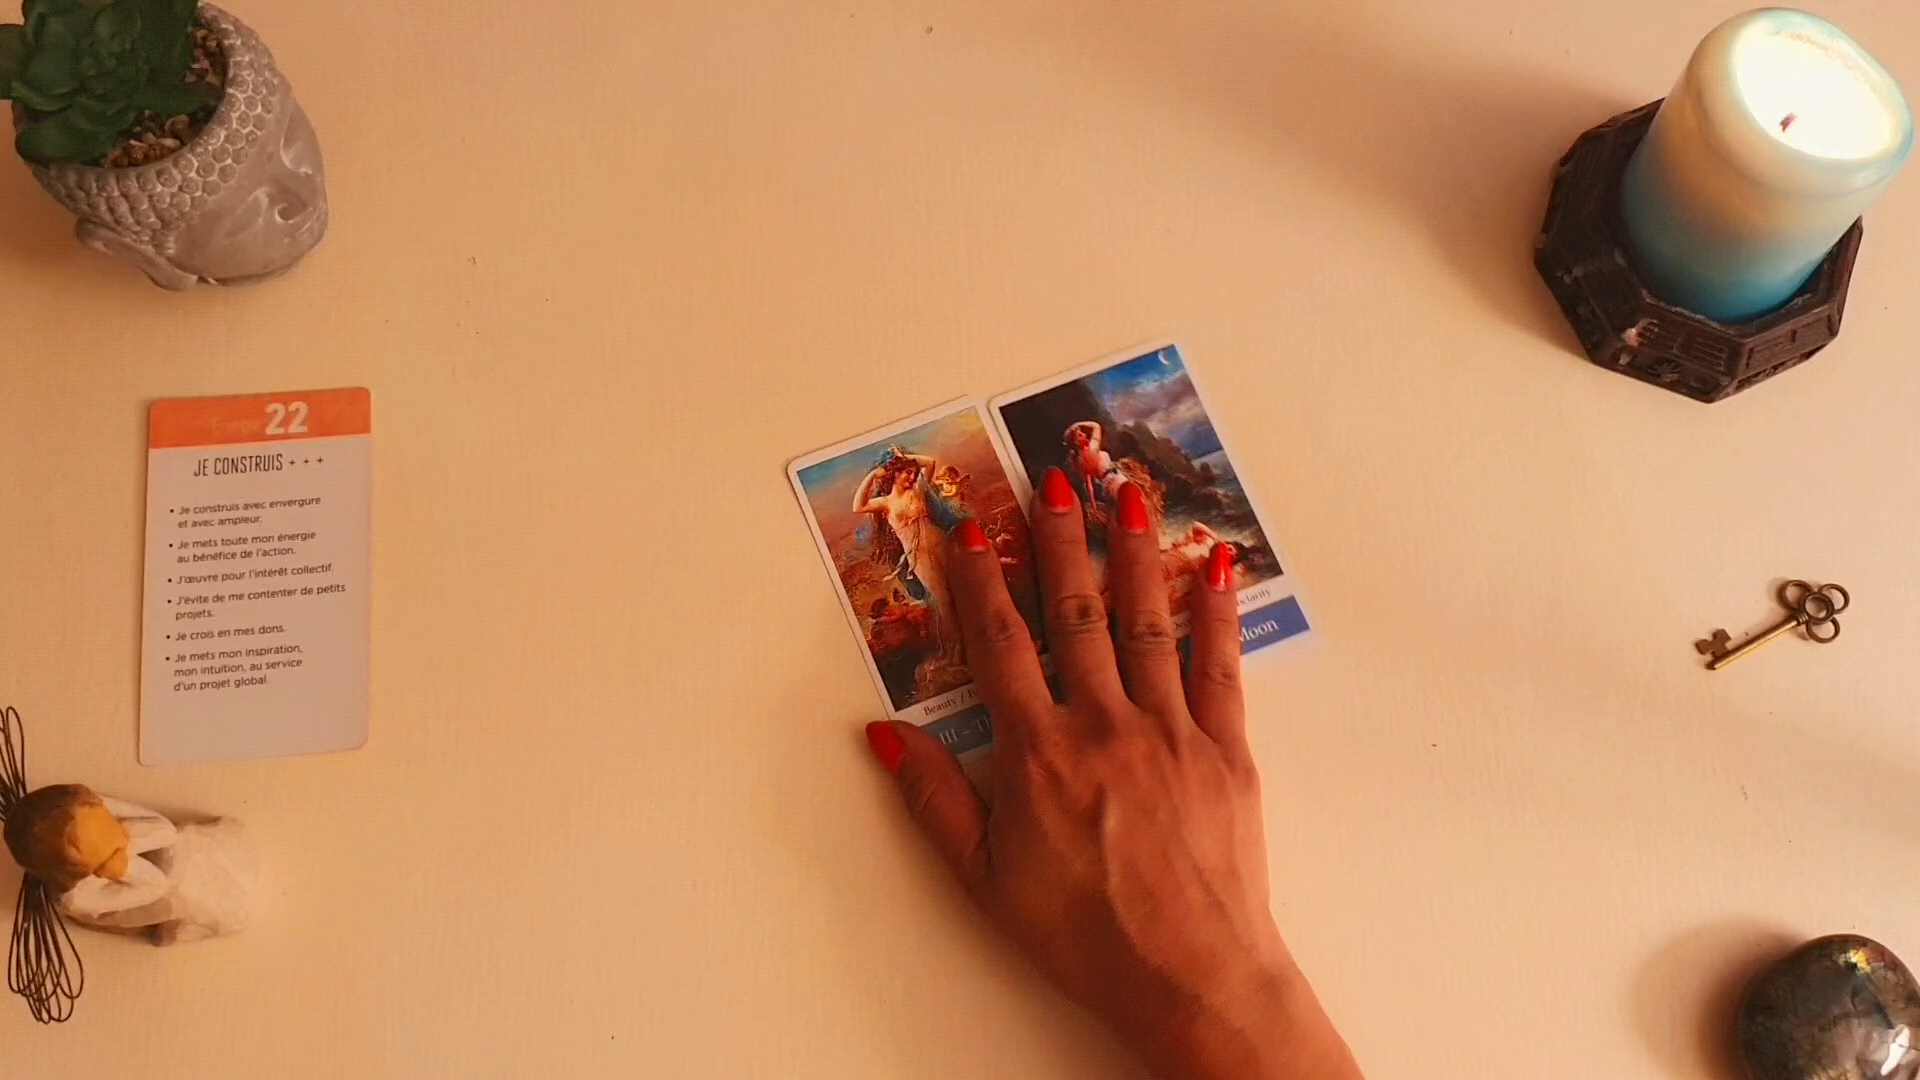 Énergie 22
JE CONSTRUIS + + +
• Je construis avec envergure
et avec ampleur.
• Je mets toute mon énergie
au bénéfice de l'action.
• J'œuvre pour l'intérêt collectif.
• J'évite de me contenter de petits
projets.
• Je crois en mes dons.
• Je mets mon inspiration,
mon intuition, au service
d'un projet global.
Beauty /
III - Th
Moon